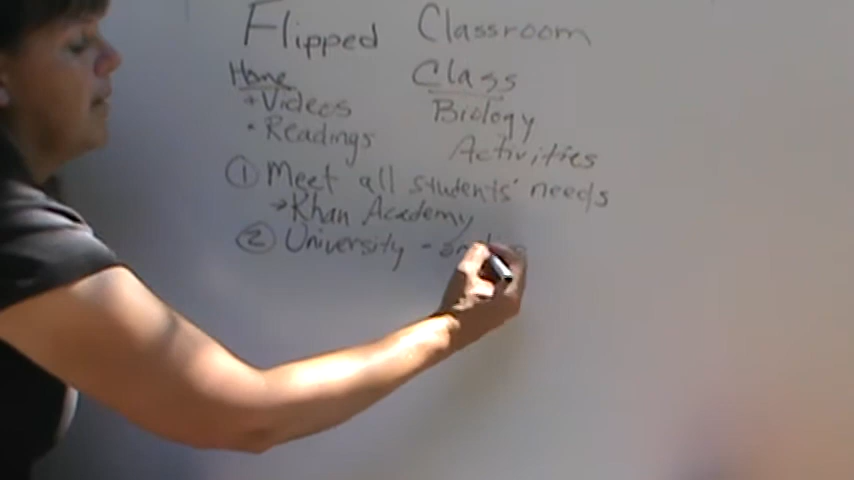 Flipped Classroom
Home Class
• Videos Biology
• Readings Activities
① Meet all students' needs
→ Khan Academy
② University -